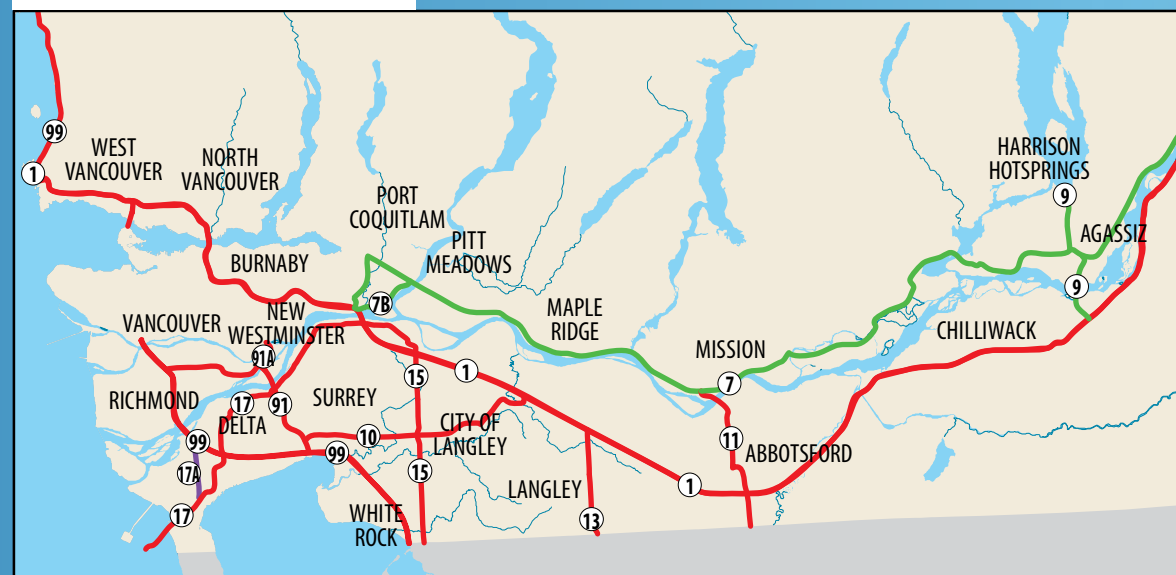 99
1
WEST
VANCOUVER
NORTH
VANCOUVER
PORT
COQUITLAM
PITT
MEADOWS
HARRISON
HOTSPRINGS
9
AGASSIZ
9
BURNABY
7B
NEW
WESTMINSTER
VANCOUVER
91A
MAPLE
RIDGE
MISSION
7
CHILLIWACK
RICHMOND
17
DELTA
91
SURREY
15
1
99
10
99
CITY OF
LANGLEY
11
ABBOTSFORD
17A
15
17
WHITE
ROCK
LANGLEY
13
1